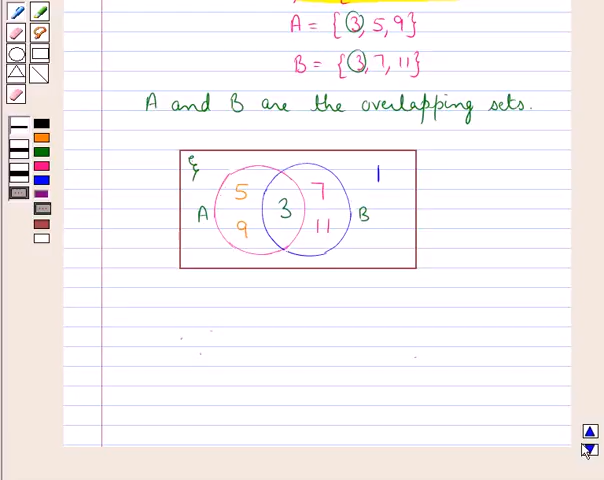 A = { 3, 5, 9 }
B = { 3, 7, 11 }
A and B are the overlapping sets.
ξ
1
5
7
A
3
B
9
11